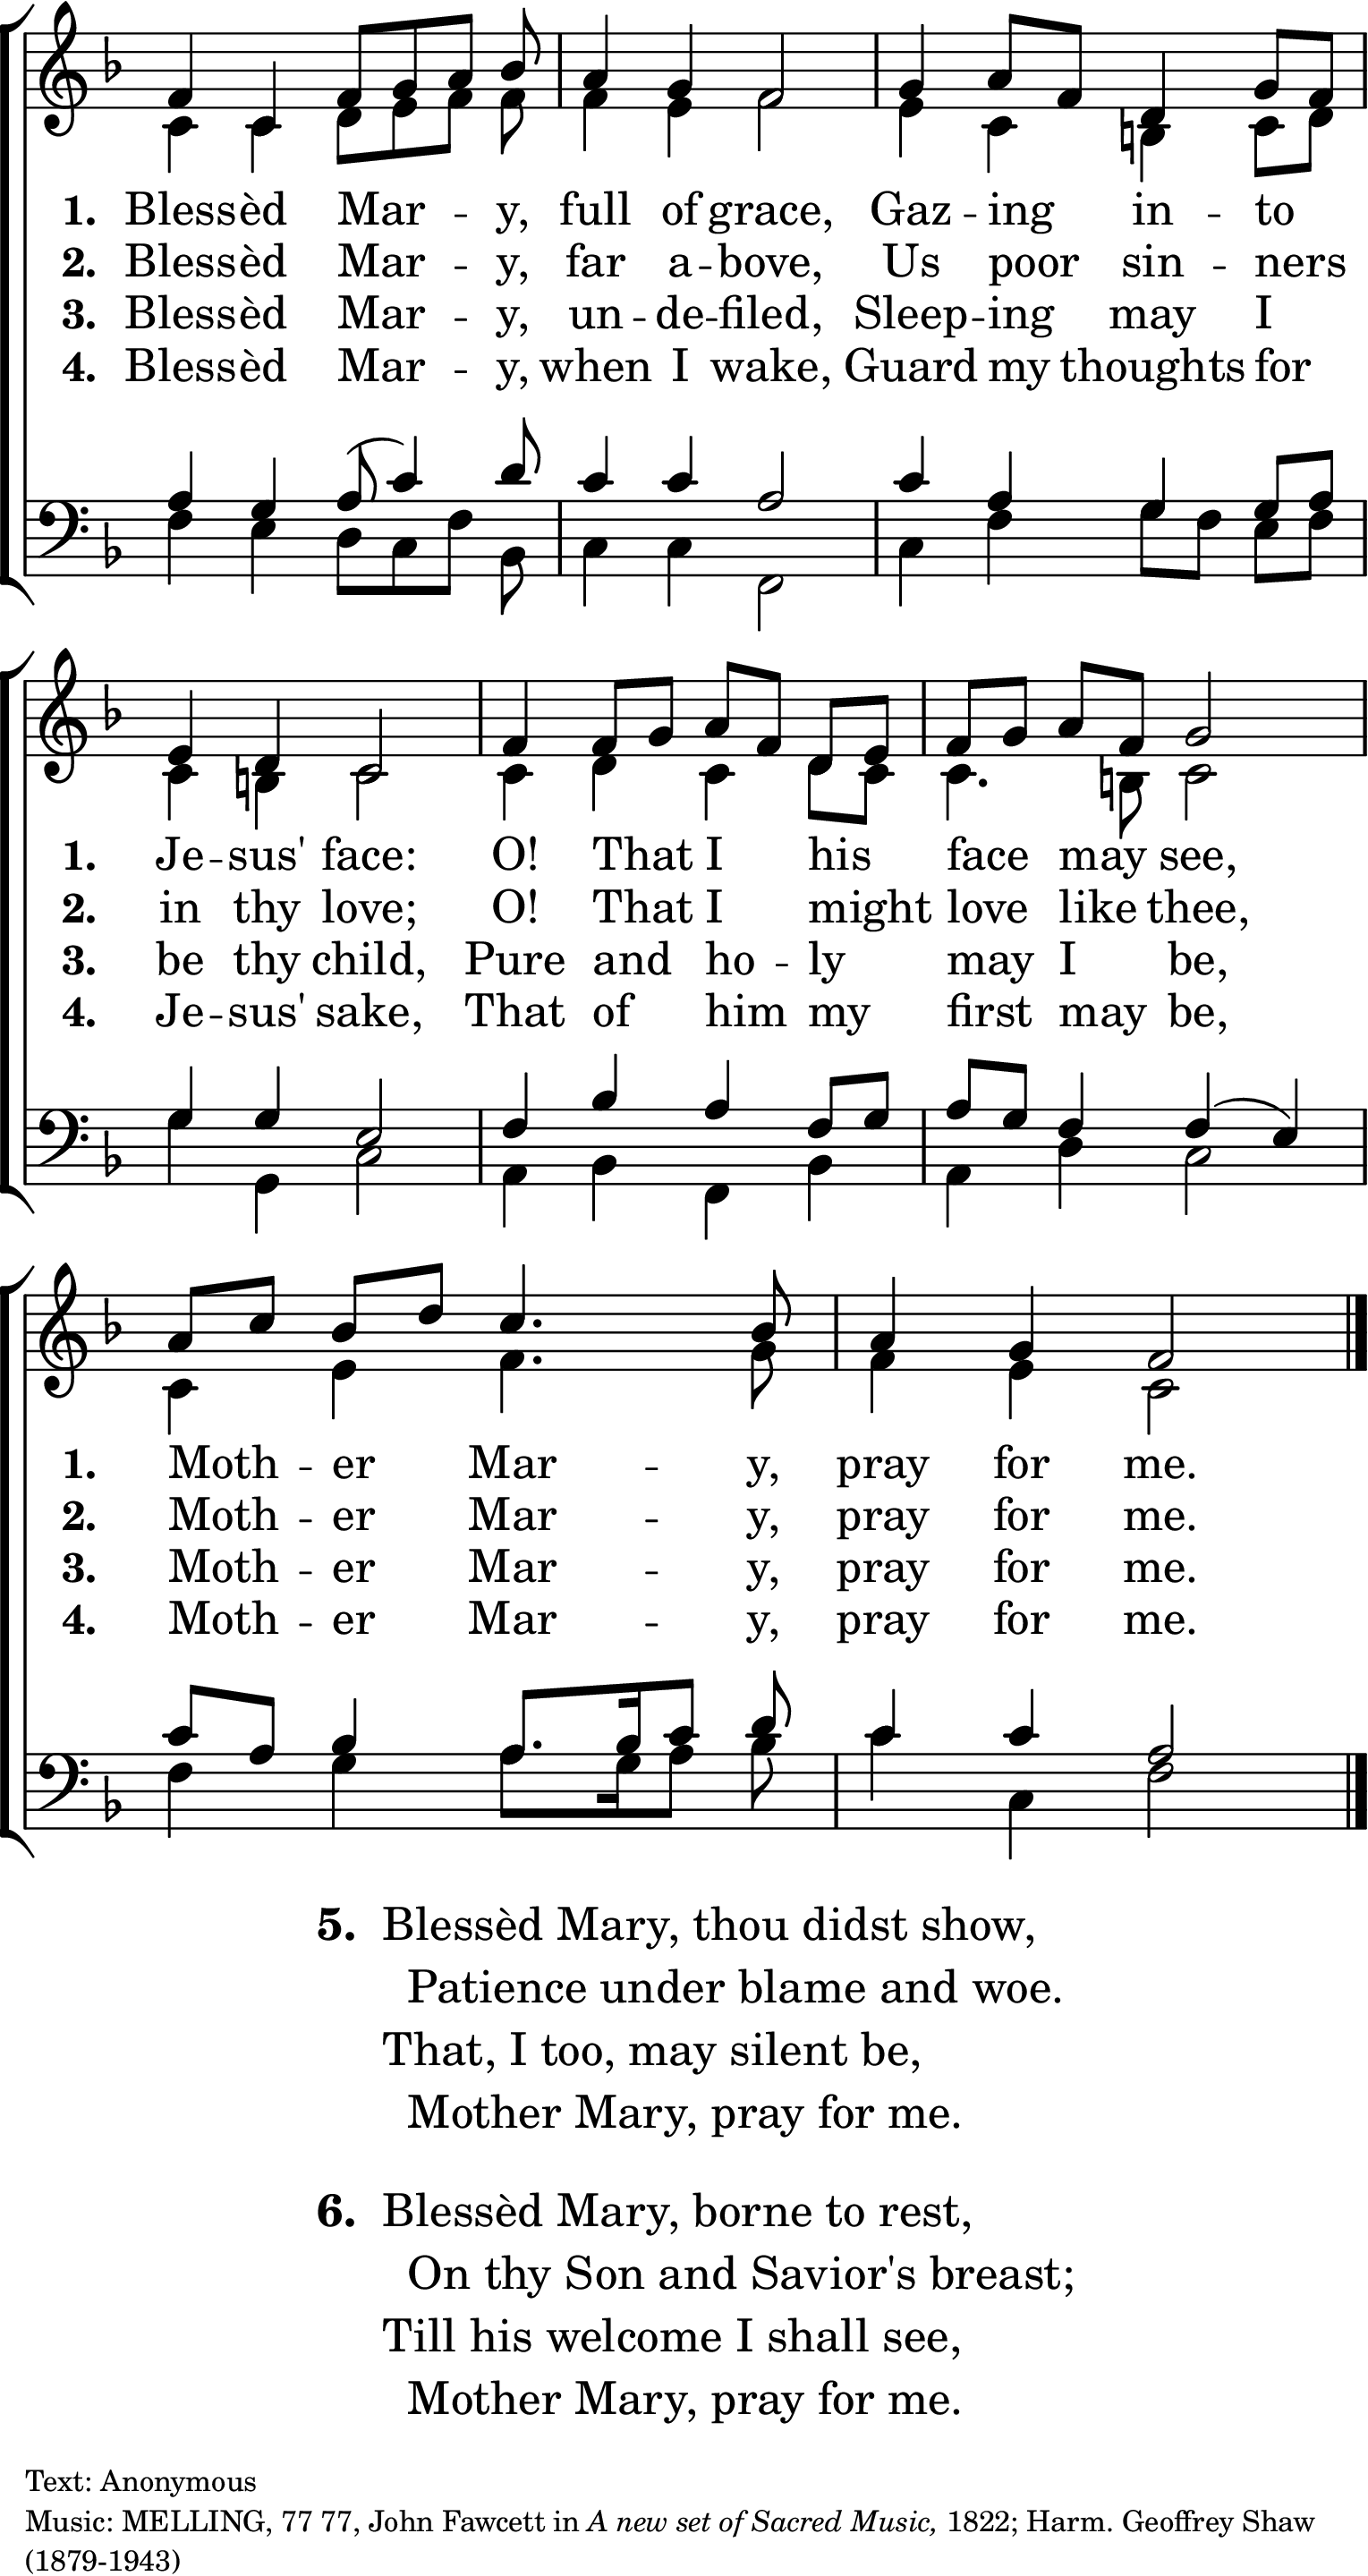 1. Blessèd Mar -- y, full of grace, Gaz -- ing in -- to
2. Blessèd Mar -- y, far a -- bove, Us poor sin -- ners
3. Blessèd Mar -- y, un -- de -- filed, Sleep -- ing may I
4. Blessèd Mar -- y, when I wake, Guard my thoughts for
1. Je -- sus' face: O! That I his face may see,
2. in thy love; O! That I might love like thee,
3. be thy child, Pure and ho -- ly may I be,
4. Je -- sus' sake, That of him my first may be,
1. Moth -- er Mar -- y, pray for me.
2. Moth -- er Mar -- y, pray for me.
3. Moth -- er Mar -- y, pray for me.
4. Moth -- er Mar -- y, pray for me.
5. Blessèd Mary, thou didst show,
Patience under blame and woe.
That, I too, may silent be,
Mother Mary, pray for me.
6. Blessèd Mary, borne to rest,
On thy Son and Savior's breast;
Till his welcome I shall see,
Mother Mary, pray for me.
Text: Anonymous
Music: MELLING, 77 77, John Fawcett in A new set of Sacred Music, 1822; Harm. Geoffrey Shaw
(1879-1943)